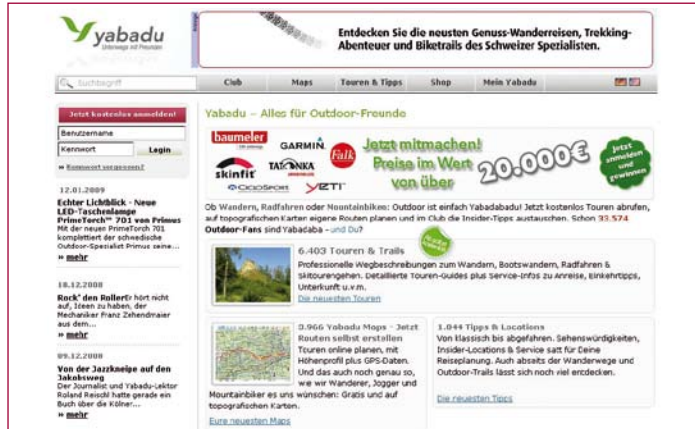 yabadu
Unterwegs mit Freunden
Entdecken Sie die neusten Genuss-Wanderreisen, Trekking-
Abenteuer und Biketrails des Schweizer Spezialisten.
Suchbegriff
Club
Maps
Touren & Tipps
Shop
Mein Yabadu
Jetzt kostenlos anmelden!
Benutzername
Kennwort
Login
» Kennwort vergessen?
12.01.2009
Echter Lichtblick - Neue
LED-Taschenlampe
PrimeTorch™ 701 von Primus
Mit der neuen PrimeTorch 701
komplettiert der schwedische
Outdoor-Spezialist Primus seine...
» mehr
18.12.2008
Rock' den RollerEr hört nicht
auf, Ideen zu haben, der
Mechaniker Franz Zehendmaier
aus dem...
» mehr
09.12.2008
Von der Jazzkneipe auf den
Jakobsweg
Der Journalist und Yabadu-Lektor
Roland Reischl hatte gerade ein
Buch über die Kölner...
» mehr
Yabadu – Alles für Outdoor-Freunde
baumeler
GARMIN
Falk
skinfit
TATONKA
CICLOSPORT
YETI
Jetzt mitmachen!
Preise im Wert
von über
20.000€
Jetzt
anmelden
und
gewinnen
Ob Wandern, Radfahren oder Mountainbiken: Outdoor ist einfach Yabadabadu! Jetzt kostenlos Touren abrufen,
auf topografischen Karten eigene Routen planen und im Club die Insider-Tipps austauschen. Schon 33.574
Outdoor-Fans sind Yabadaba - und Du?
6.403 Touren & Trails
Professionelle Wegbeschreibungen zum Wandern, Bootswandern, Radfahren &
Skitourengehen. Detaillierte Touren-Guides plus Service-Infos zu Anreise, Einkehrtipps,
Unterkunft u.v.m.
Die neuesten Touren
3.966 Yabadu Maps - Jetzt
Routen selbst erstellen
Touren online planen, mit
Höhenprofil plus GPS-Daten.
Und das auch noch genau so,
wie wir Wanderer, Jogger und
Mountainbiker es uns wünschen: Gratis und auf
topografischen Karten.
Eure neuesten Maps
1.044 Tipps & Locations
Von klassisch bis abgefahren. Sehenswürdigkeiten,
Insider-Locations & Service satt für Deine
Reiseplanung. Auch abseits der Wanderwege und
Outdoor-Trails lässt sich noch viel entdecken.
Die neuesten Tipps